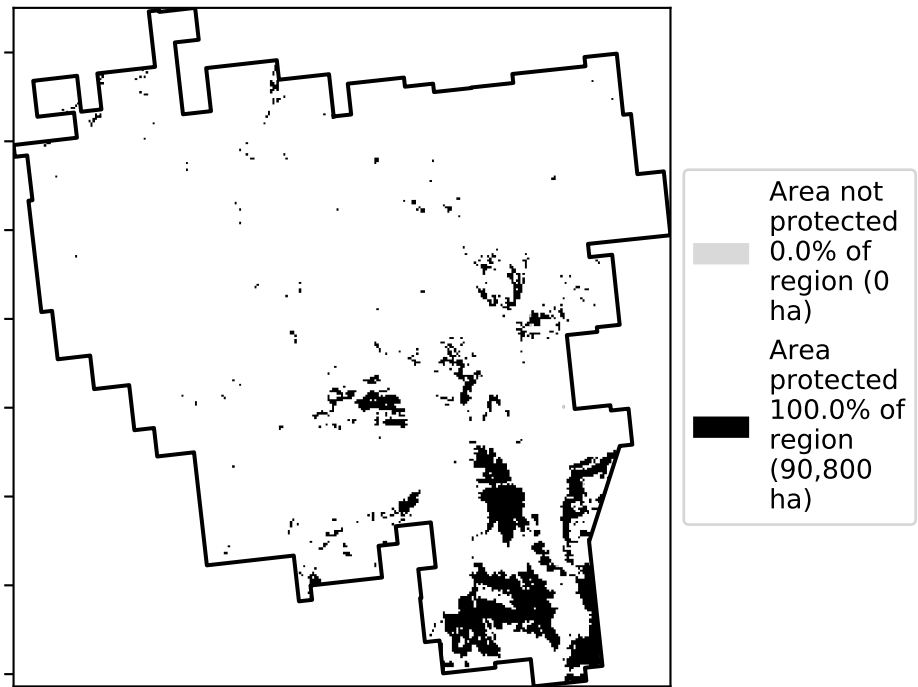 Area not
protected
0.0% of
region (0
ha)
Area
protected
100.0% of
region
(90,800
ha)